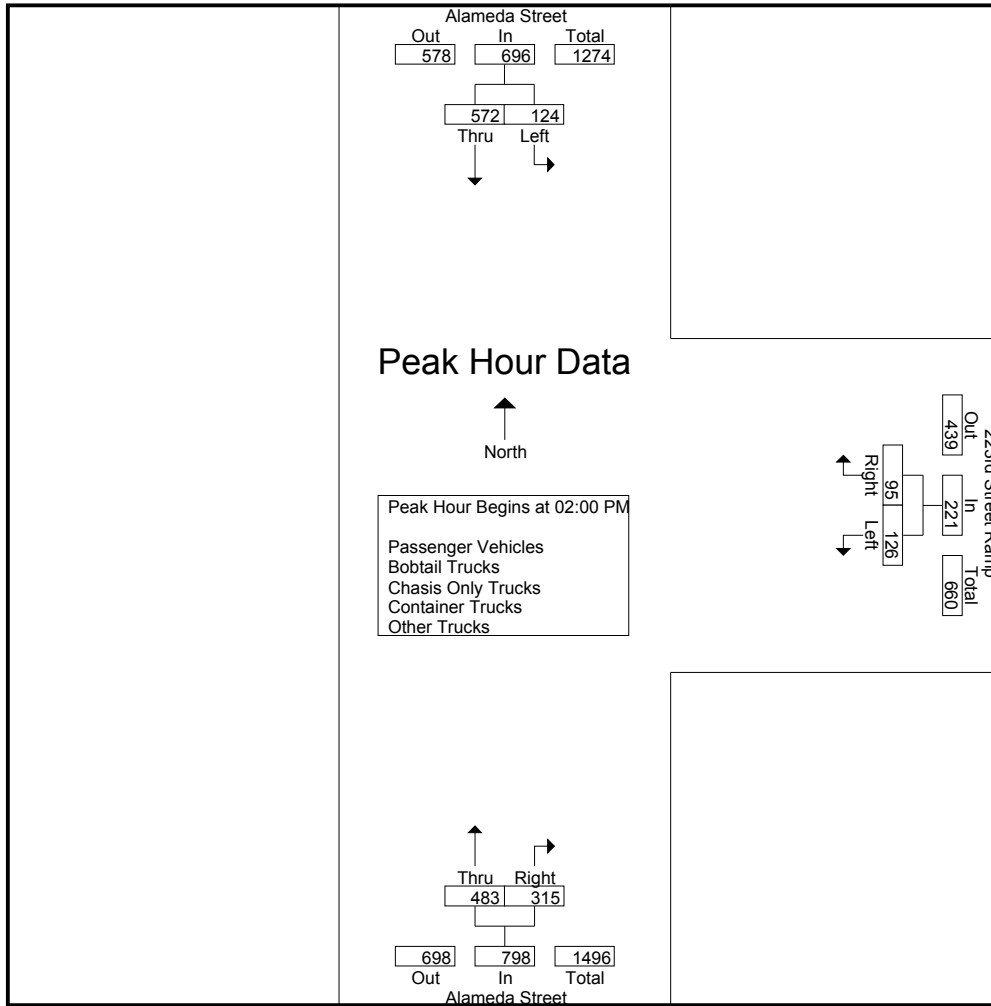 Alameda Street
Out In Total
578 696 1274
572 124
Thru Left
Peak Hour Data
North
Peak Hour Begins at 02:00 PM
Passenger Vehicles
Bobtail Trucks
Chasis Only Trucks
Container Trucks
Other Trucks
Street Ramp
Out In Total
439 221 660
95 126
Right Left
Thru Right
483 315
698 798 1496
Out In Total
Alameda Street